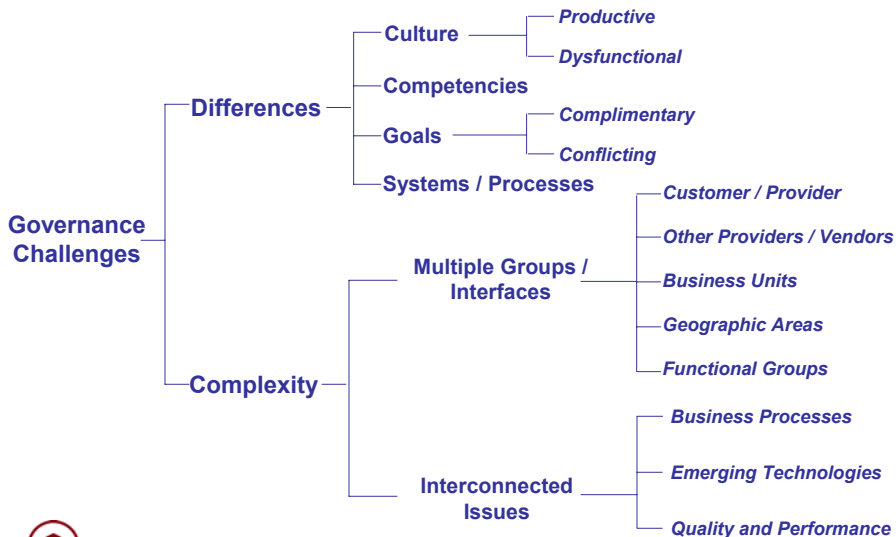 Governance
Challenges
Differences
Culture
Productive
Dysfunctional
Competencies
Goals
Complimentary
Conflicting
Systems / Processes
Complexity
Multiple Groups /
Interfaces
Customer / Provider
Other Providers / Vendors
Business Units
Geographic Areas
Functional Groups
Interconnected
Issues
Business Processes
Emerging Technologies
Quality and Performance